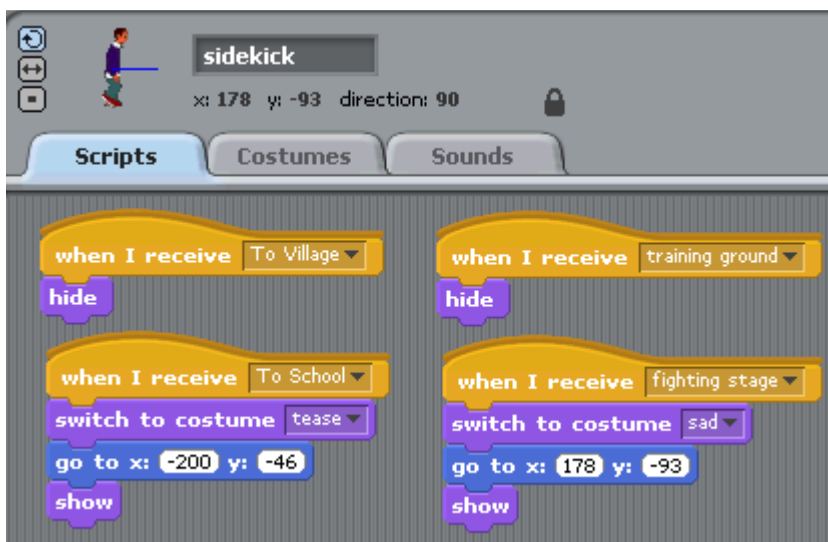 sidekick
x: 178 y: -93 direction: 90
Scripts Costumes Sounds
when I receive To Village
hide
when I receive To School
switch to costume tease
go to x: -200 y: -46
show
when I receive training ground
hide
when I receive fighting stage
switch to costume sad
go to x: 178 y: -93
show